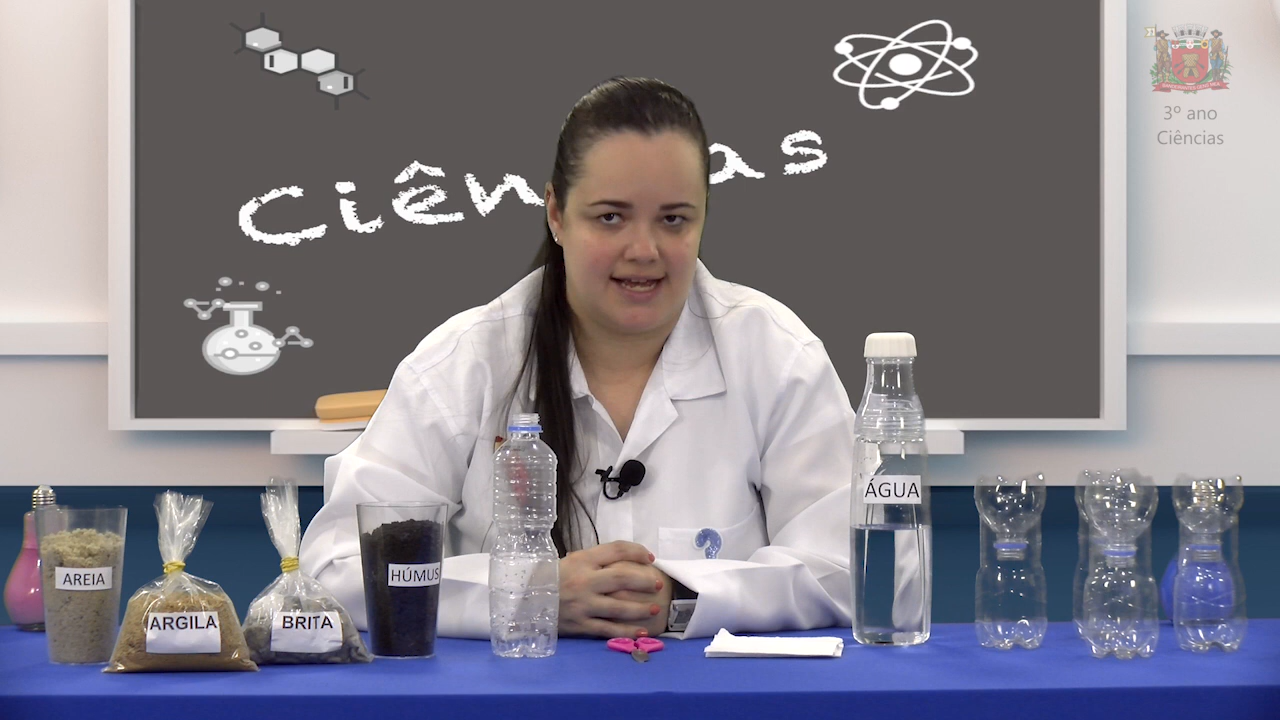 Ciên as
3º ano
Ciências
AREIA
ARGILA
BRITA
HÚMUS
ÁGUA